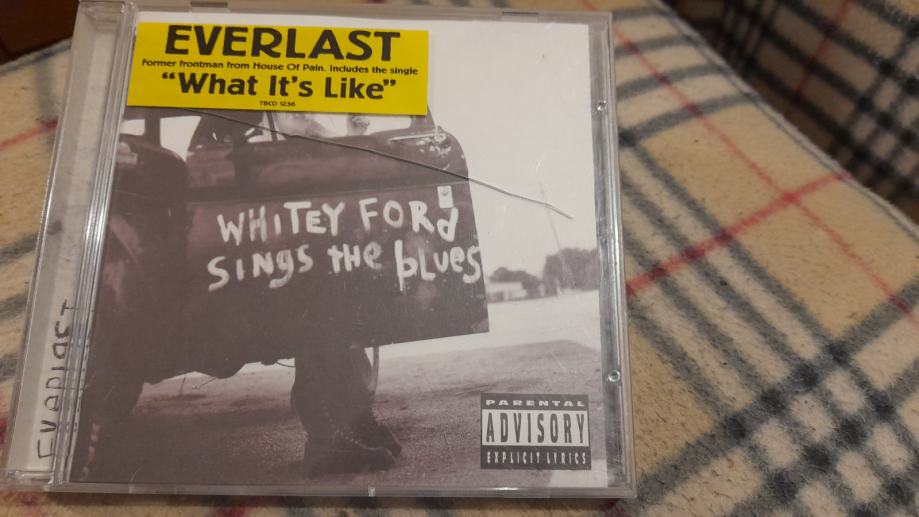 EVERLAST
Former frontman from House Of Pain. Includes the single
"What It's Like"
TBCD 1236
WHITEY FORd
SINGS tHE bLuES
EVERlAST
PARENTAL
ADVISORY
EXPLICIT LYRICS